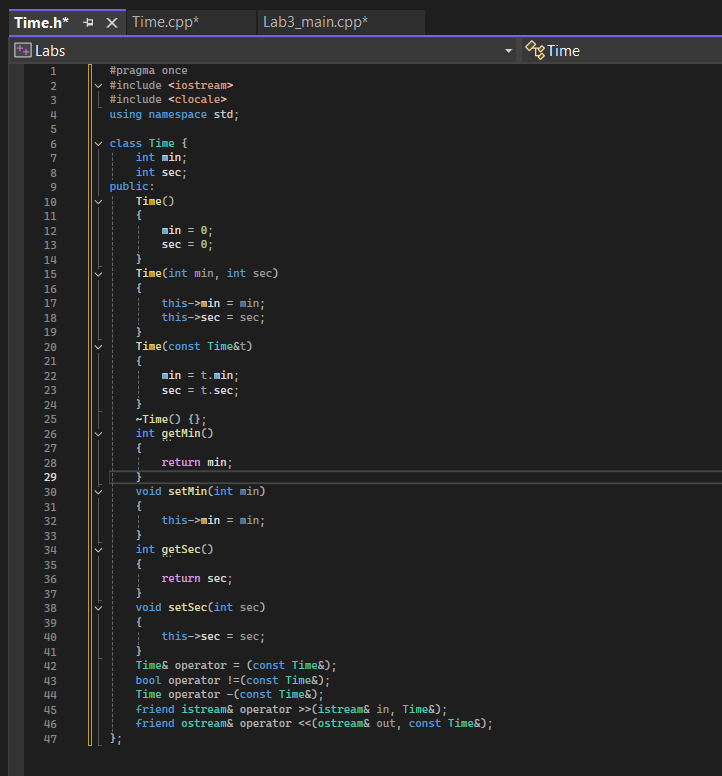 Time.h* Time.cpp* Lab3_main.cpp*
Labs Time
1 #pragma once
2 #include <iostream>
3 #include <clocale>
4 using namespace std;
5
6 class Time {
7 int min;
8 int sec;
9 public:
10 Time()
11 {
12 min = 0;
13 sec = 0;
14 }
15 Time(int min, int sec)
16 {
17 this->min = min;
18 this->sec = sec;
19 }
20 Time(const Time&t)
21 {
22 min = t.min;
23 sec = t.sec;
24 }
25 ~Time() {};
26 int getMin()
27 {
28 return min;
29 }
30 void setMin(int min)
31 {
32 this->min = min;
33 }
34 int getSec()
35 {
36 return sec;
37 }
38 void setSec(int sec)
39 {
40 this->sec = sec;
41 }
42 Time& operator = (const Time&);
43 bool operator !=(const Time&);
44 Time operator -(const Time&);
45 friend istream& operator >>(istream& in, Time&);
46 friend ostream& operator <<(ostream& out, const Time&);
47 };